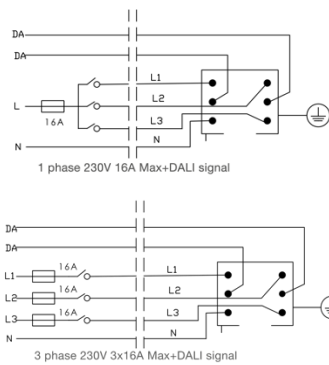 DA
DA
L1
L2
L
16A
L3
N
N
1 phase 230V 16A Max+DALI signal
DA
DA
16A
L1
L1
16A
L2
L2
16A
L3
L3
N
N
3 phase 230V 3x16A Max+DALI signal